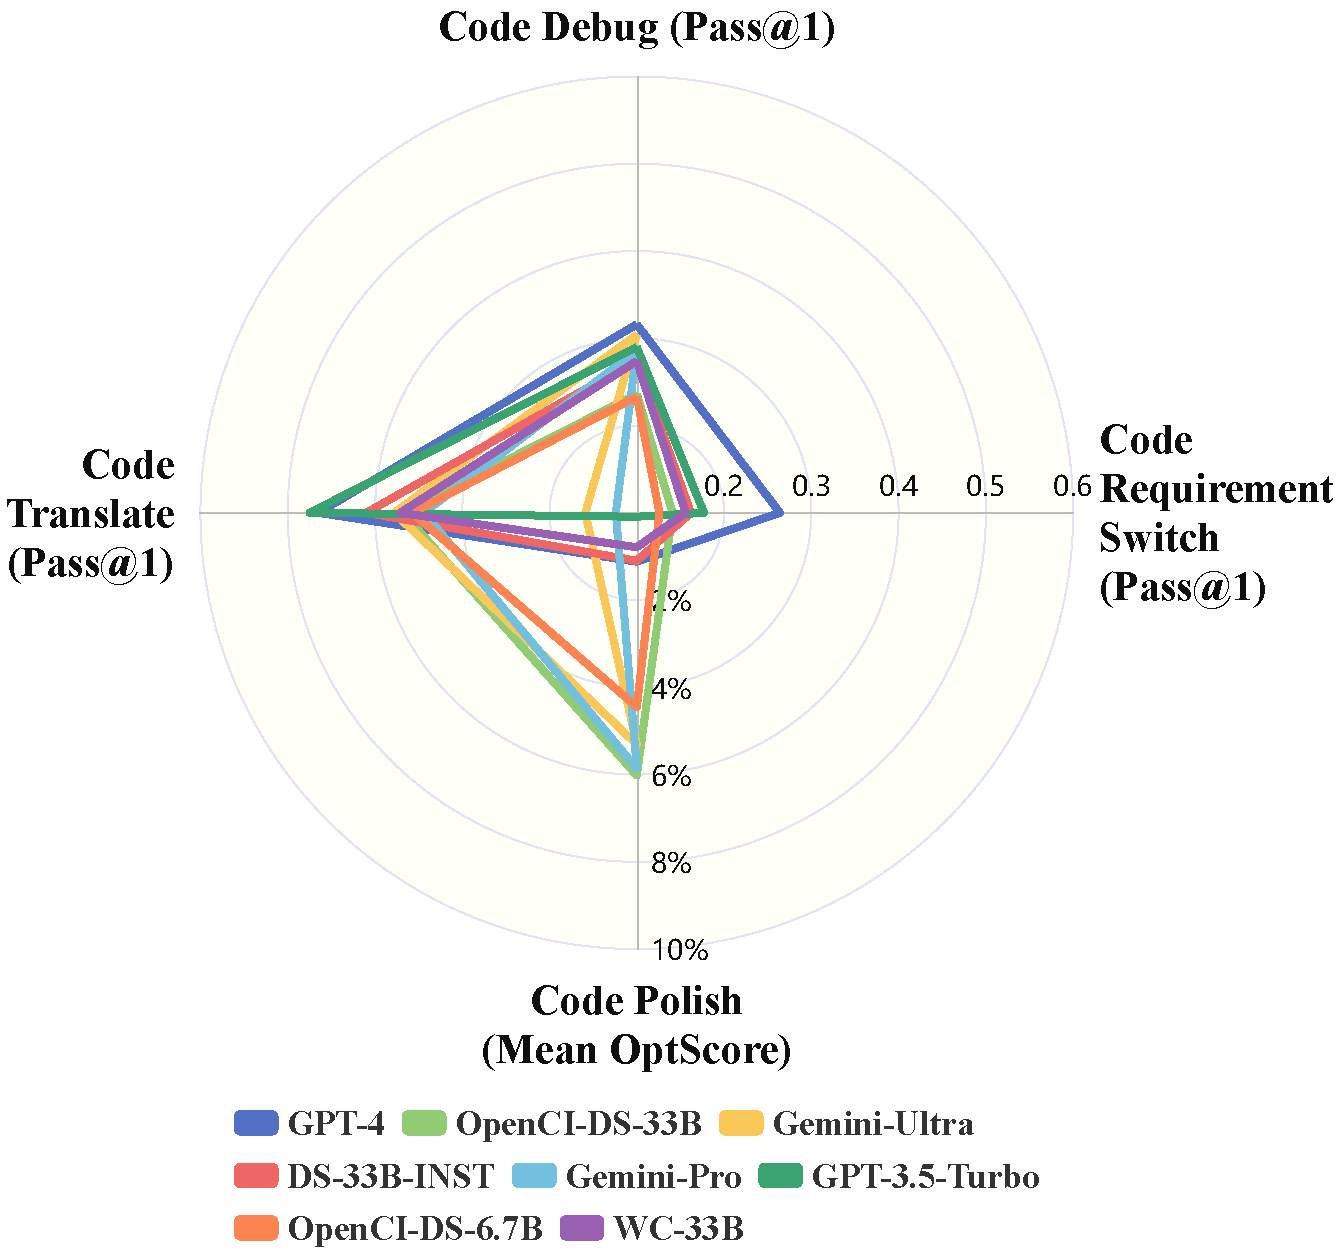 Code Debug (Pass@1)
Code
Translate
(Pass@1)
0.2 0.3 0.4 0.5 0.6
Code
Requirement
Switch
(Pass@1)
2%
4%
6%
8%
10%
Code Polish
(Mean OptScore)
GPT-4 OpenCI-DS-33B Gemini-Ultra
DS-33B-INST Gemini-Pro GPT-3.5-Turbo
OpenCI-DS-6.7B WC-33B